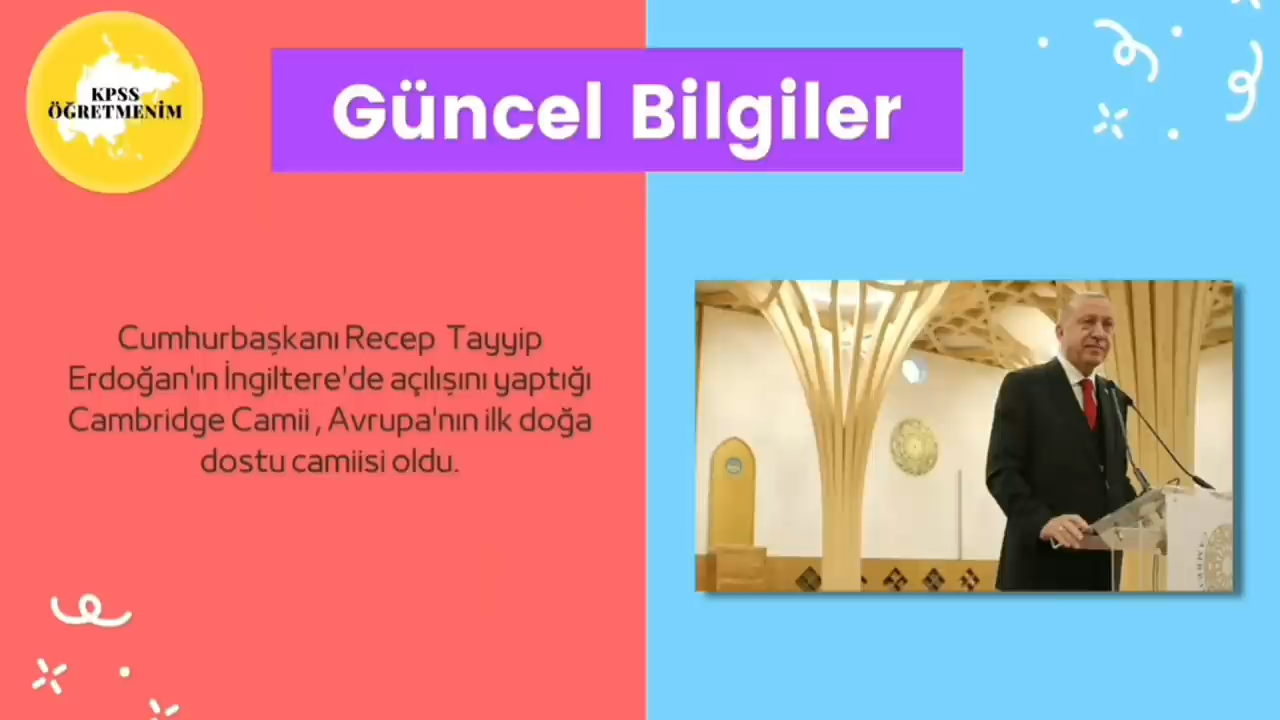 KPSS
ÖĞRETMENİM
Güncel Bilgiler
Cumhurbaşkanı Recep Tayyip
Erdoğan'ın İngiltere'de açılışını yaptığı
Cambridge Camii , Avrupa'nın ilk doğa
dostu camiisi oldu.